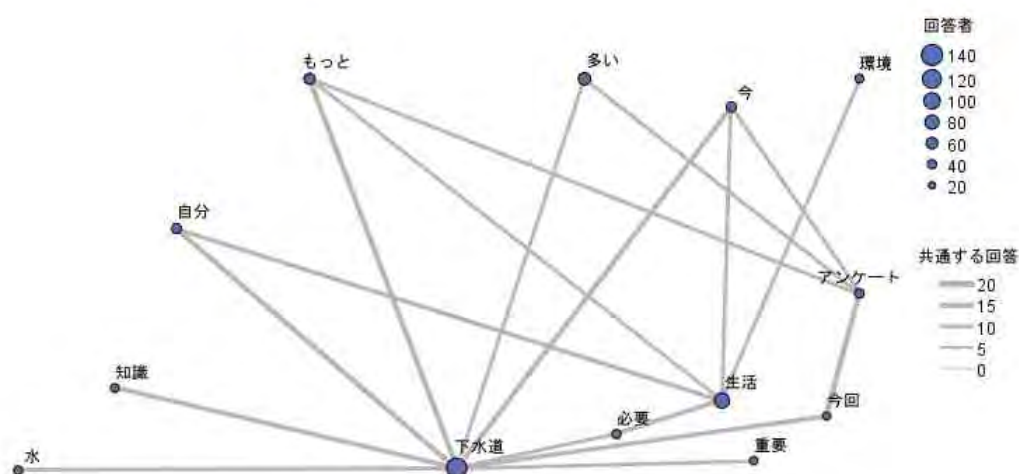 回答者
140
120
100
80
60
40
20
もっと
多い
環境
今
自分
アンケート
共通する回答
20
15
10
5
0
知識
生活
今回
必要
下水道
重要
水